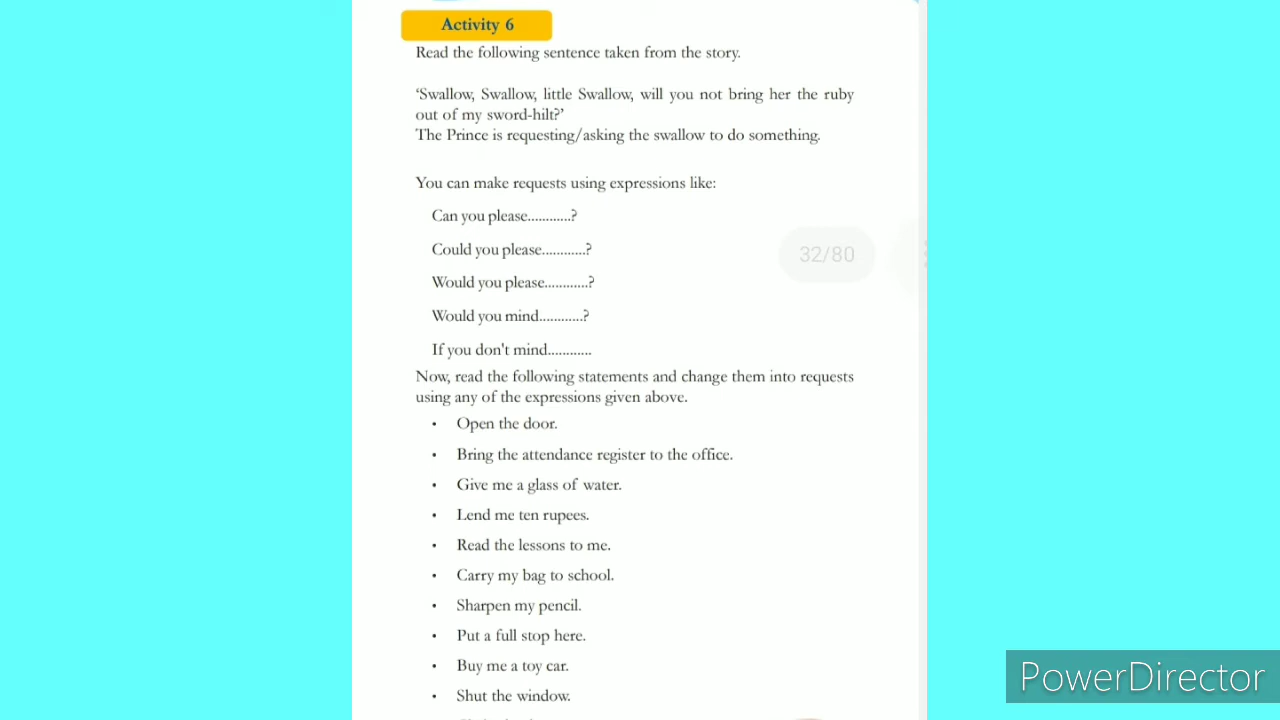 Activity 6
Read the following sentence taken from the story.
‘Swallow, Swallow, little Swallow, will you not bring her the ruby
out of my sword-hilt?’
The Prince is requesting/asking the swallow to do something.
You can make requests using expressions like:
Can you please............?
Could you please............?
32/80
Would you please............?
Would you mind............?
If you don't mind............
Now, read the following statements and change them into requests
using any of the expressions given above.
• Open the door.
• Bring the attendance register to the office.
• Give me a glass of water.
• Lend me ten rupees.
• Read the lessons to me.
• Carry my bag to school.
• Sharpen my pencil.
• Put a full stop here.
• Buy me a toy car.
• Shut the window.
PowerDirector